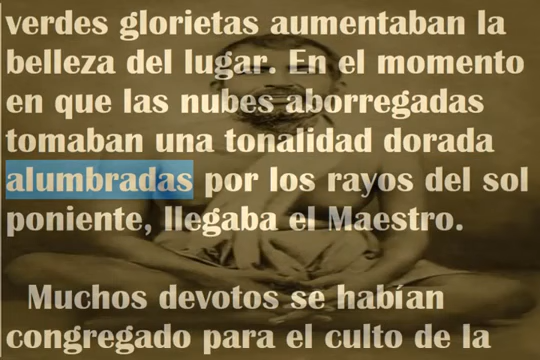 verdes glorietas aumentaban la
belleza del lugar. En el momento
en que las nubes aborregadas
tomaban una tonalidad dorada
alumbradas por los rayos del sol
poniente, llegaba el Maestro.
Muchos devotos se habían
congregado para el culto de la